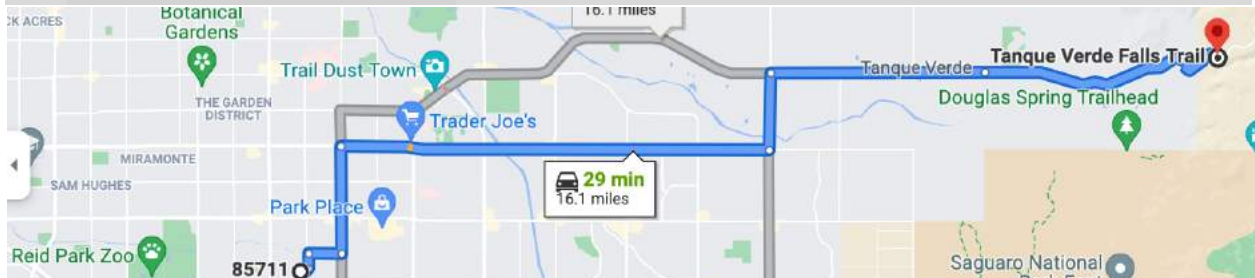 16.1 miles
CK ACRES
Botanical
Gardens
Trail Dust Town
Tanque Verde
Tanque Verde Falls Trail
THE GARDEN
DISTRICT
Trader Joe's
Douglas Spring Trailhead
MIRAMONTE
SAM HUGHES
29 min
16.1 miles
Park Place
Reid Park Zoo
85711
Saguaro National